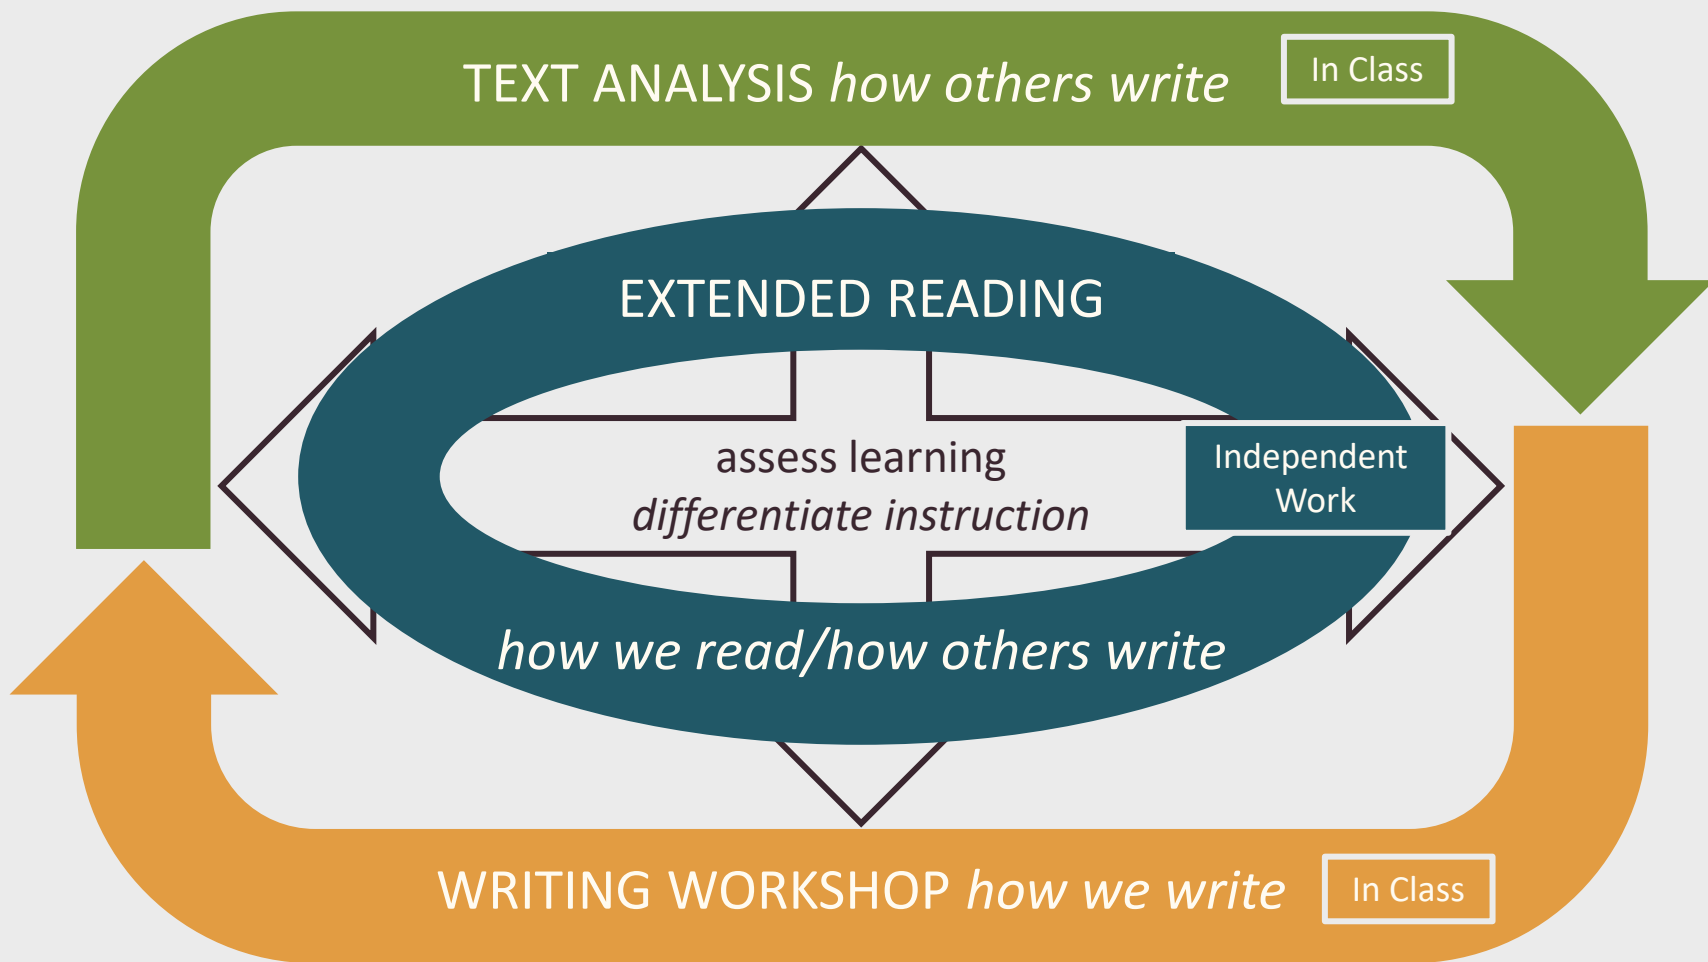 TEXT ANALYSIS how others write
In Class
EXTENDED READING
assess learning
differentiate instruction
Independent
Work
how we read/how others write
WRITING WORKSHOP how we write
In Class